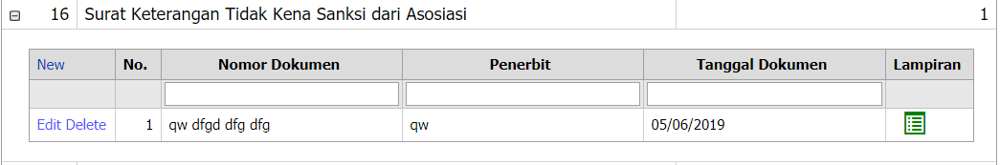 16 Surat Keterangan Tidak Kena Sanksi dari Asosiasi 1
New No. Nomor Dokumen Penerbit Tanggal Dokumen Lampiran
Edit Delete 1 qw dfgd dfg dfg qw 05/06/2019